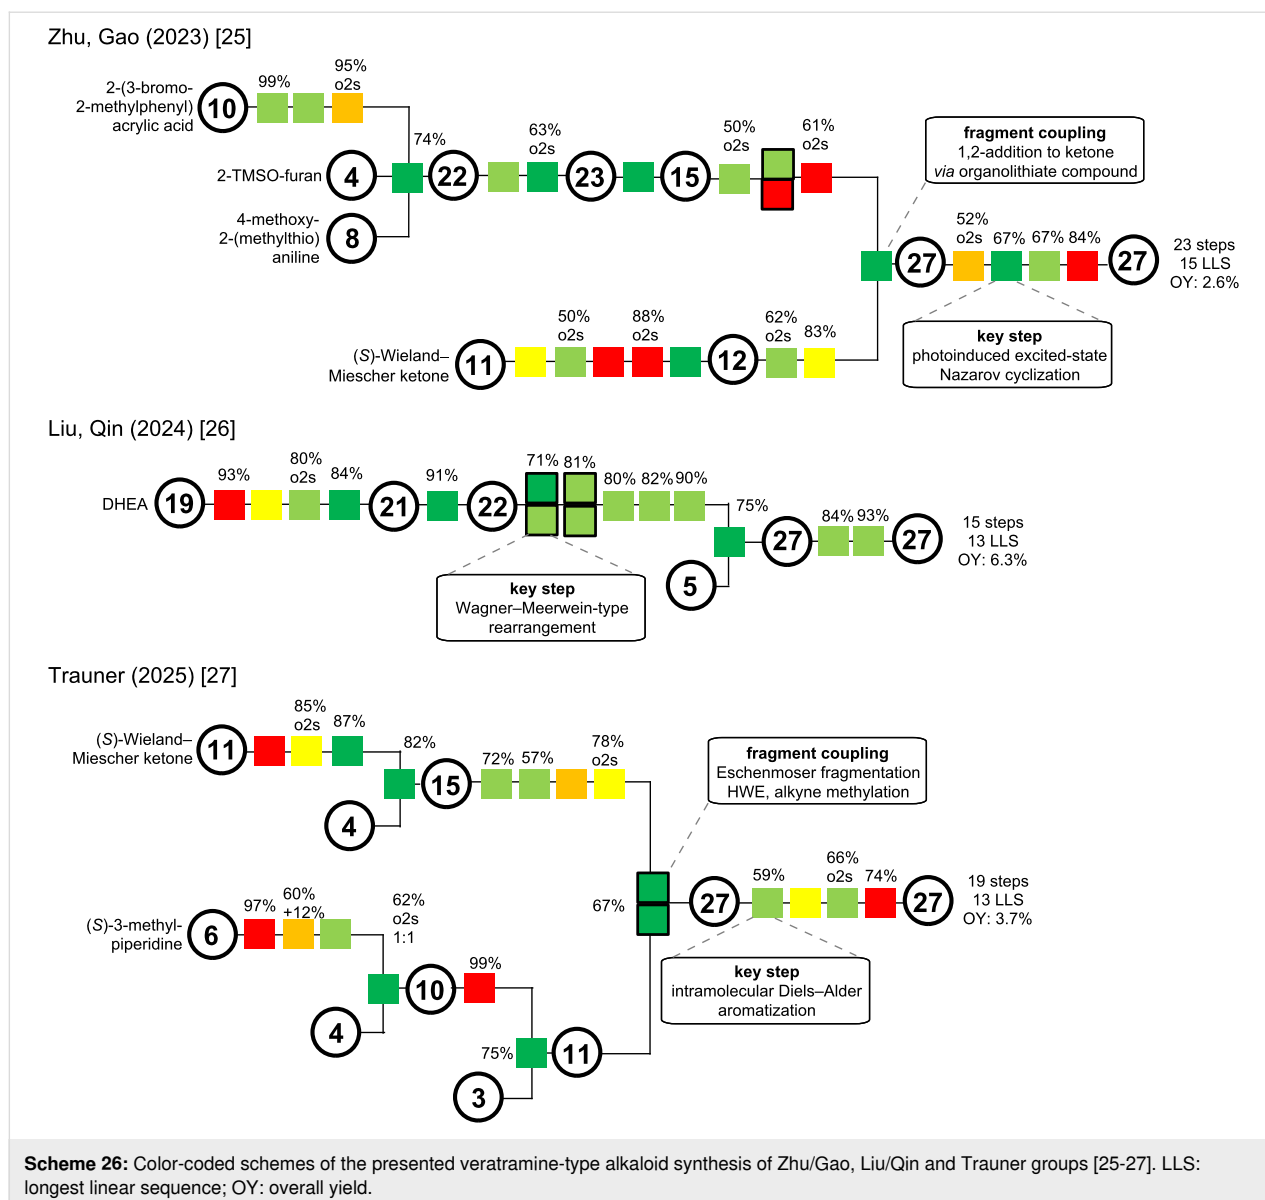 Zhu, Gao (2023) [25]
2-(3-bromo-
2-methylphenyl)
acrylic acid
10
99%
95%
o2s
74%
2-TMSO-furan
4
22
63%
o2s
23
15
50%
o2s
61%
o2s
4-methoxy-
2-(methylthio)
aniline
8
fragment coupling
1,2-addition to ketone
via organolithiate compound
27
52%
o2s
67%
67%
84%
27
23 steps
15 LLS
OY: 2.6%
key step
photoinduced excited-state
Nazarov cyclization
(S)-Wieland–
Miescher ketone
11
50%
o2s
88%
o2s
12
62%
o2s
83%
Liu, Qin (2024) [26]
DHEA
19
93%
80%
o2s
84%
21
91%
22
71%
81%
80%
82%
90%
75%
5
27
84%
93%
27
15 steps
13 LLS
OY: 6.3%
key step
Wagner–Meerwein-type
rearrangement
Trauner (2025) [27]
(S)-Wieland–
Miescher ketone
11
85%
o2s
87%
82%
4
15
72%
57%
78%
o2s
fragment coupling
Eschenmoser fragmentation
HWE, alkyne methylation
(S)-3-methyl-
piperidine
6
97%
60%
+12%
62%
o2s
1:1
4
10
99%
75%
3
11
67%
27
59%
66%
o2s
74%
27
19 steps
13 LLS
OY: 3.7%
key step
intramolecular Diels–Alder
aromatization
Scheme 26: Color-coded schemes of the presented veratramine-type alkaloid synthesis of Zhu/Gao, Liu/Qin and Trauner groups [25-27]. LLS:
longest linear sequence; OY: overall yield.